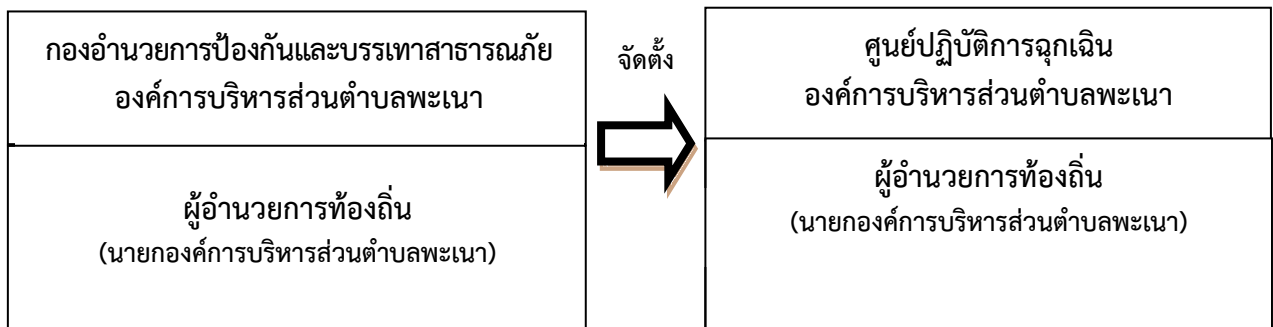 กองอำนวยการป้องกันและบรรเทาสาธารณภัย
องค์การบริหารส่วนตำบลพะเนา
ผู้อำนวยการท้องถิ่น
(นายกองค์การบริหารส่วนตำบลพะเนา)
จัดตั้ง
ศูนย์ปฏิบัติการฉุกเฉิน
องค์การบริหารส่วนตำบลพะเนา
ผู้อำนวยการท้องถิ่น
(นายกองค์การบริหารส่วนตำบลพะเนา)